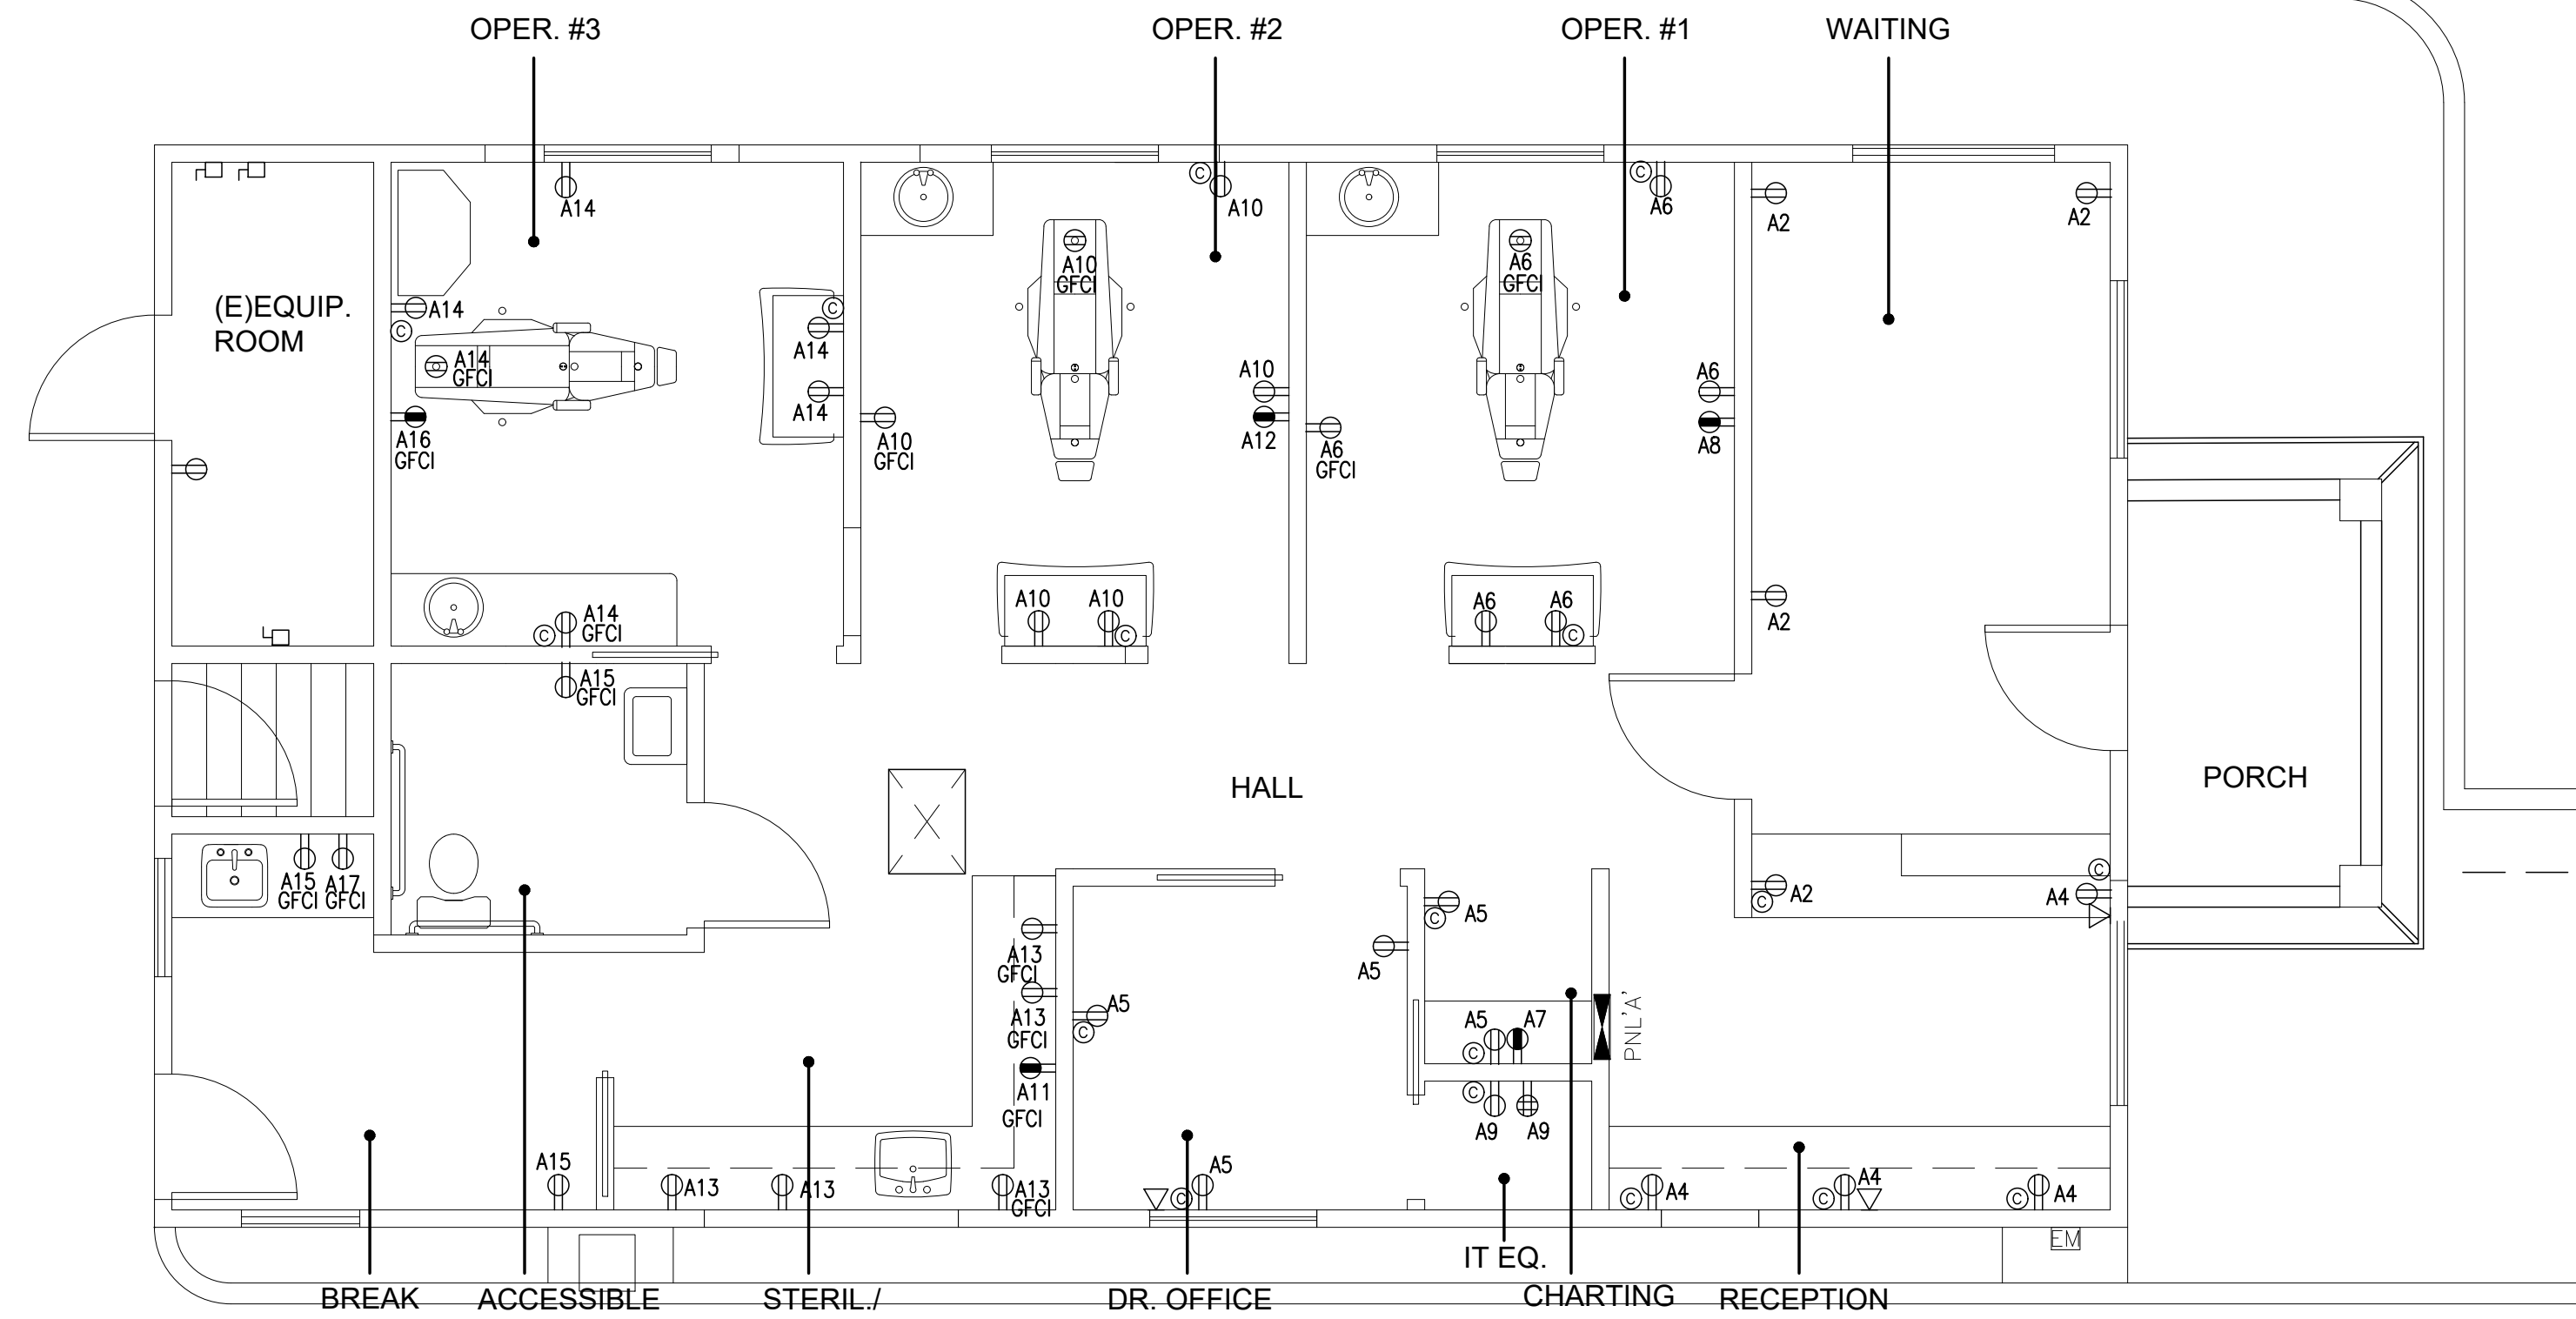 OPER. #3
OPER. #2
OPER. #1
WAITING
A14
C
A10
C
A6
A2
A2
A10
GFCI
A6
GFCI
(E)EQUIP.
ROOM
A14
C
C
A14
A14
GFCI
A14
A16
GFCI
A10
GFCI
A10
A12
A6
GFCI
A6
A8
A14
GFCI
C
A10
A10
C
A6
A6
C
A2
A15
GFCI
HALL
PORCH
A15
GFCI
A17
GFCI
A13
GFCI
A13
GFCI
A11
GFCI
A5
C
A5
C
A5
A2
C
C
A4
A5
A7
C
PNL'A'
C
A9
A9
A15
A13
A13
A13
GFCI
C
A5
C
A4
C
A4
C
A4
EM
IT EQ.
BREAK
ACCESSIBLE
STERIL./
DR. OFFICE
CHARTING
RECEPTION